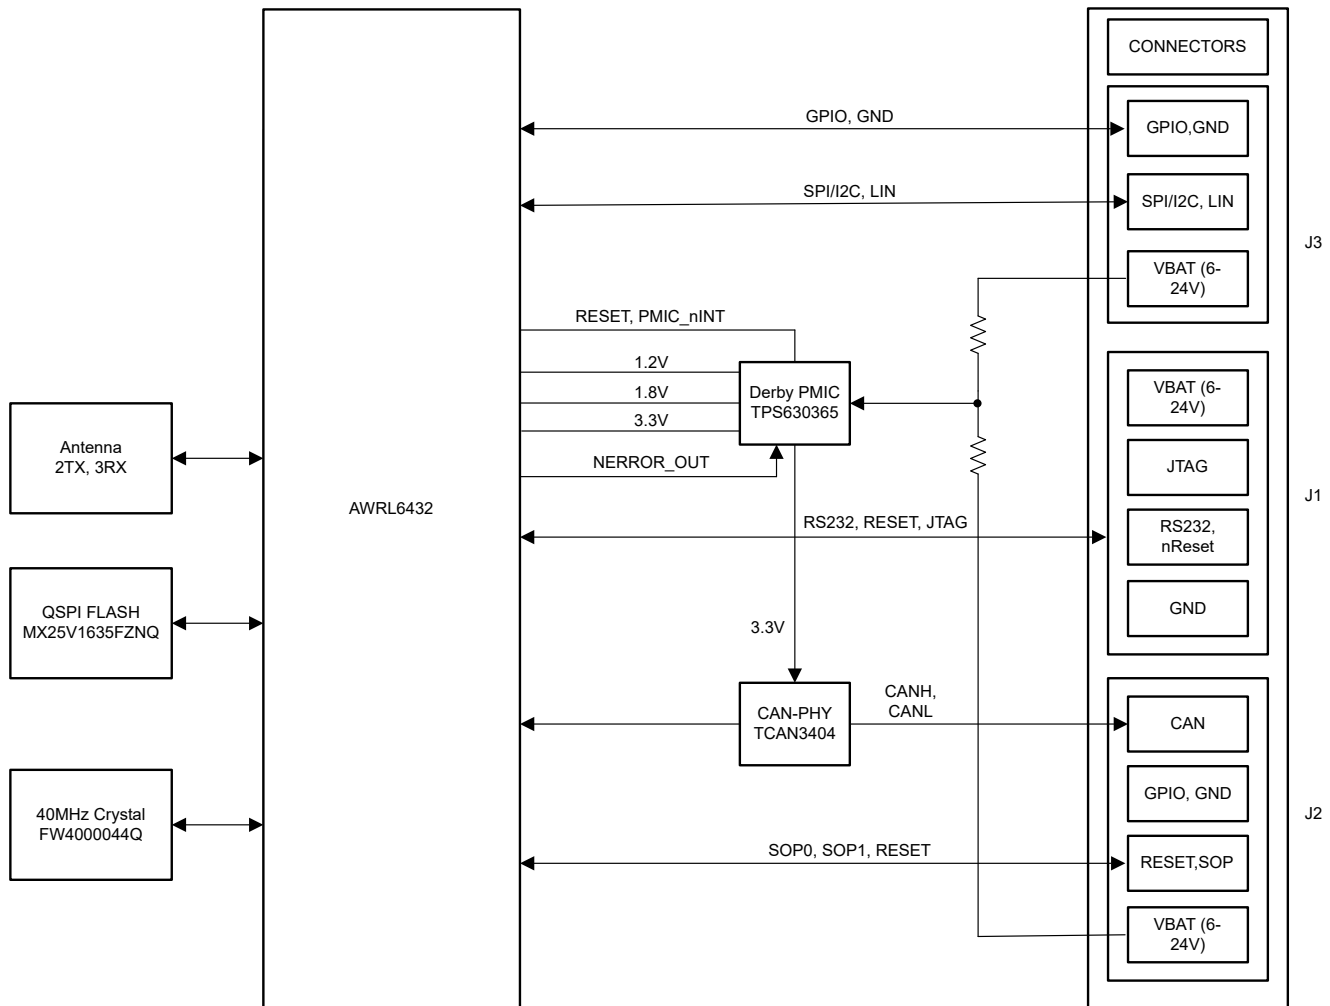 CONNECTORS
GPIO, GND
GPIO,GND
SPI/I2C, LIN
SPI/I2C, LIN
J3
VBAT (6-
24V)
RESET, PMIC_nINT
1.2V
1.8V
3.3V
Derby PMIC
TPS630365
NERROR_OUT
VBAT (6-
24V)
JTAG
J1
RS232, RESET, JTAG
RS232,
nReset
GND
Antenna
2TX, 3RX
AWRL6432
QSPI FLASH
MX25V1635FZNQ
3.3V
CAN-PHY
TCAN3404
CANH,
CANL
CAN
GPIO, GND
J2
40MHz Crystal
FW4000044Q
SOP0, SOP1, RESET
RESET,SOP
VBAT (6-
24V)